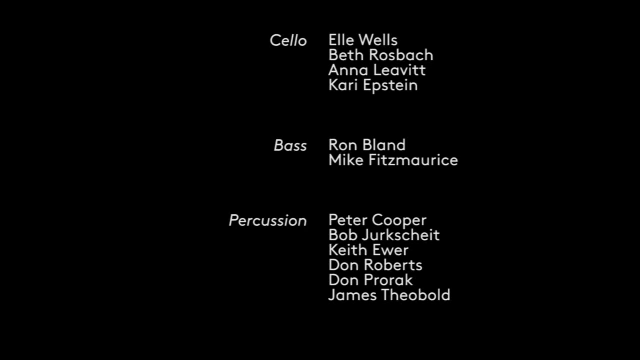 Cello Elle Wells
Beth Rosbach
Anna Leavitt
Kari Epstein
Bass Ron Bland
Mike Fitzmaurice
Percussion Peter Cooper
Bob Jurkscheit
Keith Ewer
Don Roberts
Don Prorak
James Theobold